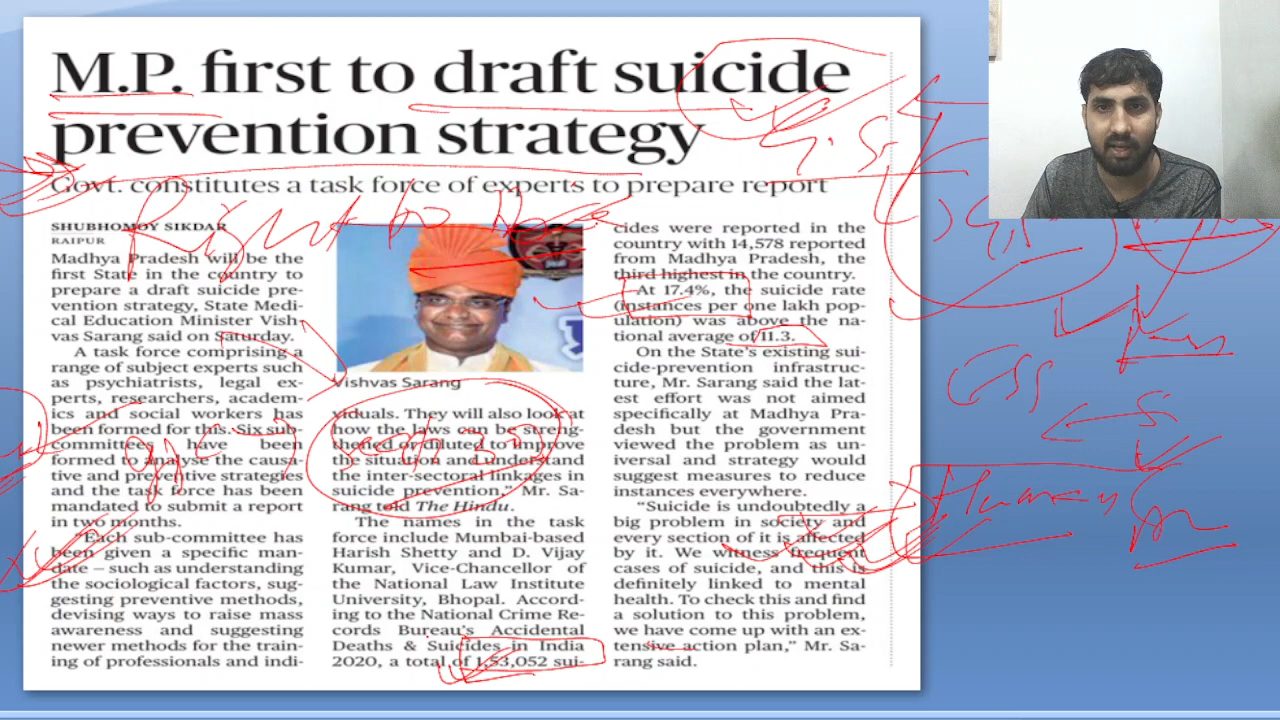 M.P. first to draft suicide
prevention strategy
Govt. constitutes a task force of experts to prepare report
SHUBHOMOY SIKDAR
RAIPUR
Madhya Pradesh will be the
first State in the country to
prepare a draft suicide pre-
vention strategy, State Medi-
cal Education Minister Vish-
vas Sarang said on Saturday.
A task force comprising a
range of subject experts such
as psychiatrists, legal ex-
perts, researchers, academ-
ics and social workers has
been formed for this. Six sub-
committees have been
formed to analyse the causa-
tive and preventive strategies
and the task force has been
mandated to submit a report
in two months.
"Each sub-committee has
been given a specific man-
date – such as understanding
the sociological factors, sug-
gesting preventive methods,
devising ways to raise mass
awareness and suggesting
newer methods for the train-
ing of professionals and indi-
Vishvas Sarang
viduals. They will also look at
how the laws can be streng-
thened or diluted to improve
the situation and understand
the inter-sectoral linkages in
suicide prevention," Mr. Sa-
rang told The Hindu.
The names in the task
force include Mumbai-based
Harish Shetty and D. Vijay
Kumar, Vice-Chancellor of
the National Law Institute
University, Bhopal. Accord-
ing to the National Crime Re-
cords Bureau's Accidental
Deaths & Suicides in India
2020, a total of 1,53,052 sui-
cides were reported in the
country with 14,578 reported
from Madhya Pradesh, the
third highest in the country.
At 17.4%, the suicide rate
(instances per one lakh pop-
ulation) was above the na-
tional average of 11.3.
On the State's existing sui-
cide-prevention infrastruc-
ture, Mr. Sarang said the lat-
est effort was not aimed
specifically at Madhya Pra-
desh but the government
viewed the problem as un-
iversal and strategy would
suggest measures to reduce
instances everywhere.
"Suicide is undoubtedly a
big problem in society and
every section of it is affected
by it. We witness frequent
cases of suicide, and this is
definitely linked to mental
health. To check this and find
a solution to this problem,
we have come up with an ex-
tensive action plan," Mr. Sa-
rang said.
Right to